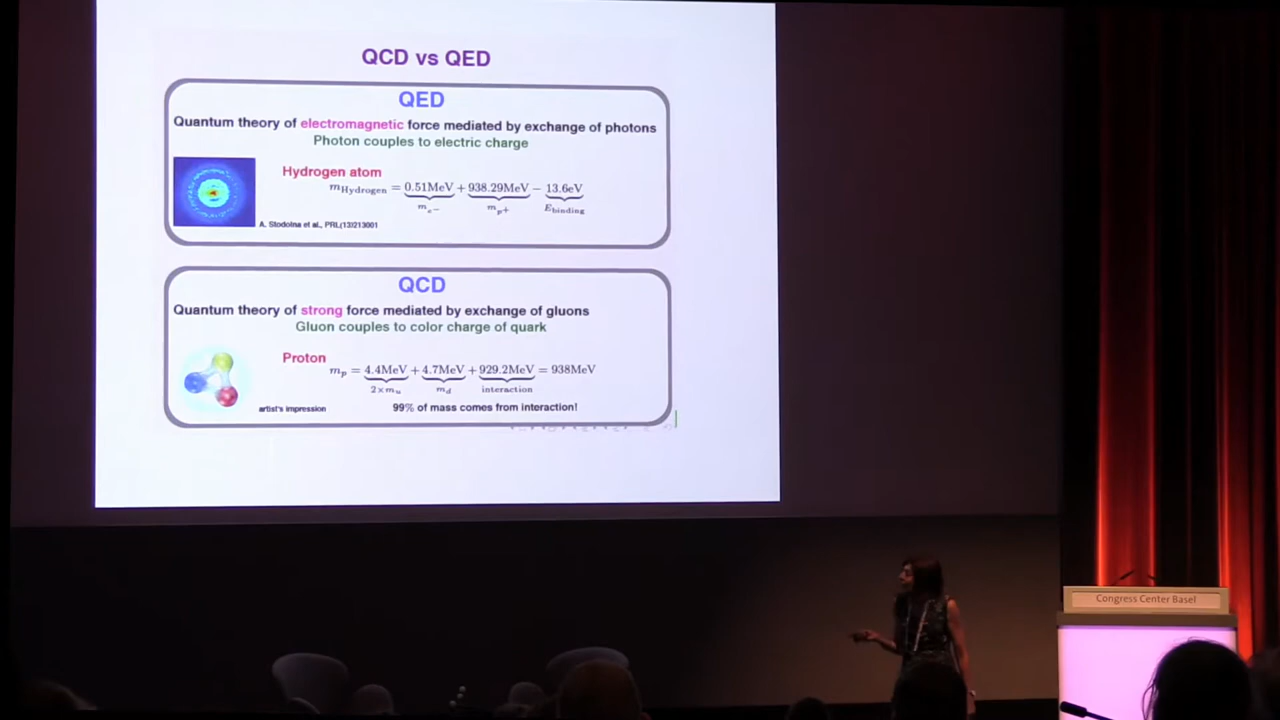 QCD vs QED
QED
Quantum theory of electromagnetic force mediated by exchange of photons
Photon couples to electric charge
Hydrogen atom
m_Hydrogen = 0.51MeV + 938.29MeV − 13.6eV
m_e− m_p+ E_binding
A. Stodolna et al., PRL(13)213001
QCD
Quantum theory of strong force mediated by exchange of gluons
Gluon couples to color charge of quark
Proton
m_p = 4.4MeV + 4.7MeV + 929.2MeV = 938MeV
2×m_u m_d interaction
artist's impression 99% of mass comes from interaction!
Congress Center Basel